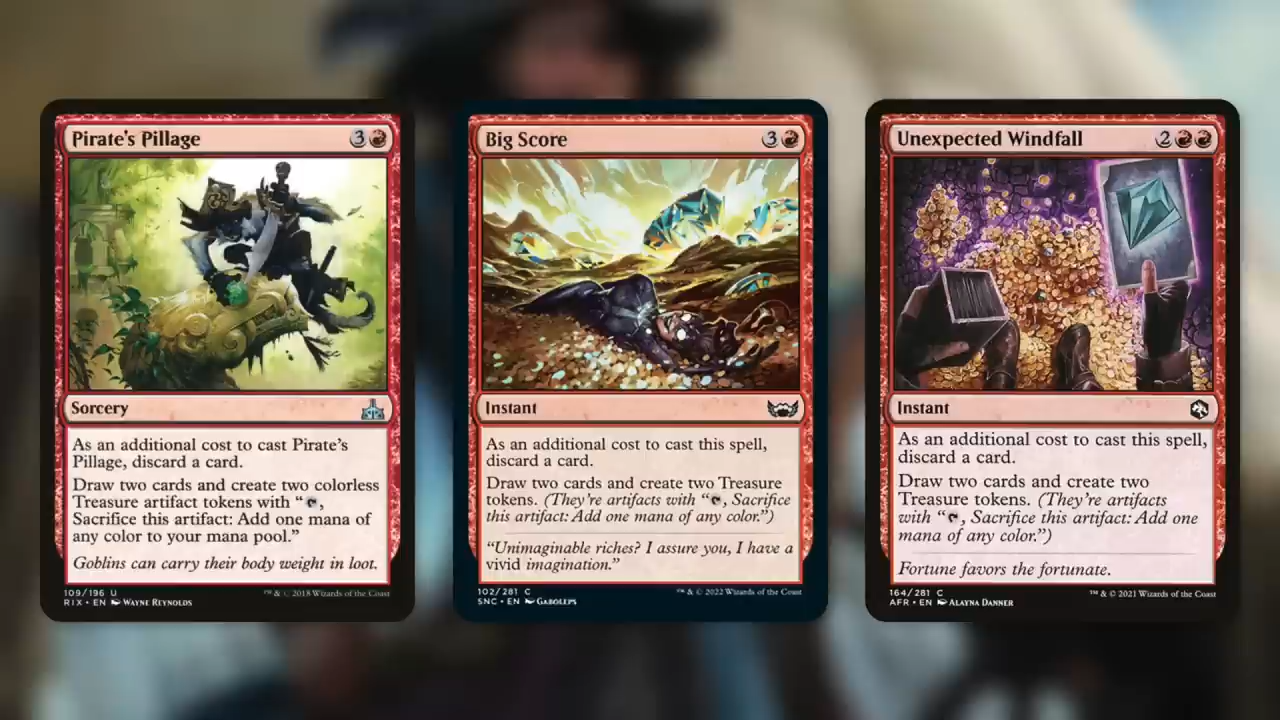 Pirate's Pillage 3
Sorcery
As an additional cost to cast Pirate's
Pillage, discard a card.
Draw two cards and create two colorless
Treasure artifact tokens with “ ,
Sacrifice this artifact: Add one mana of
any color to your mana pool.”
Goblins can carry their body weight in loot.
109/196 U
RIX • EN Wayne Reynolds
™ & © 2018 Wizards of the Coast
Big Score 3
Instant
As an additional cost to cast this spell,
discard a card.
Draw two cards and create two Treasure
tokens. (They're artifacts with “ , Sacrifice
this artifact: Add one mana of any color.”)
“Unimaginable riches? I assure you, I have a
vivid imagination.”
102/281 C
SNC • EN Gaboleps
™ & © 2022 Wizards of the Coast
Unexpected Windfall 2
Instant
As an additional cost to cast this spell,
discard a card.
Draw two cards and create two
Treasure tokens. (They're artifacts
with “ , Sacrifice this artifact: Add one
mana of any color.”)
Fortune favors the fortunate.
164/281 C
AFR • EN Alayna Danner
™ & © 2021 Wizards of the Coast